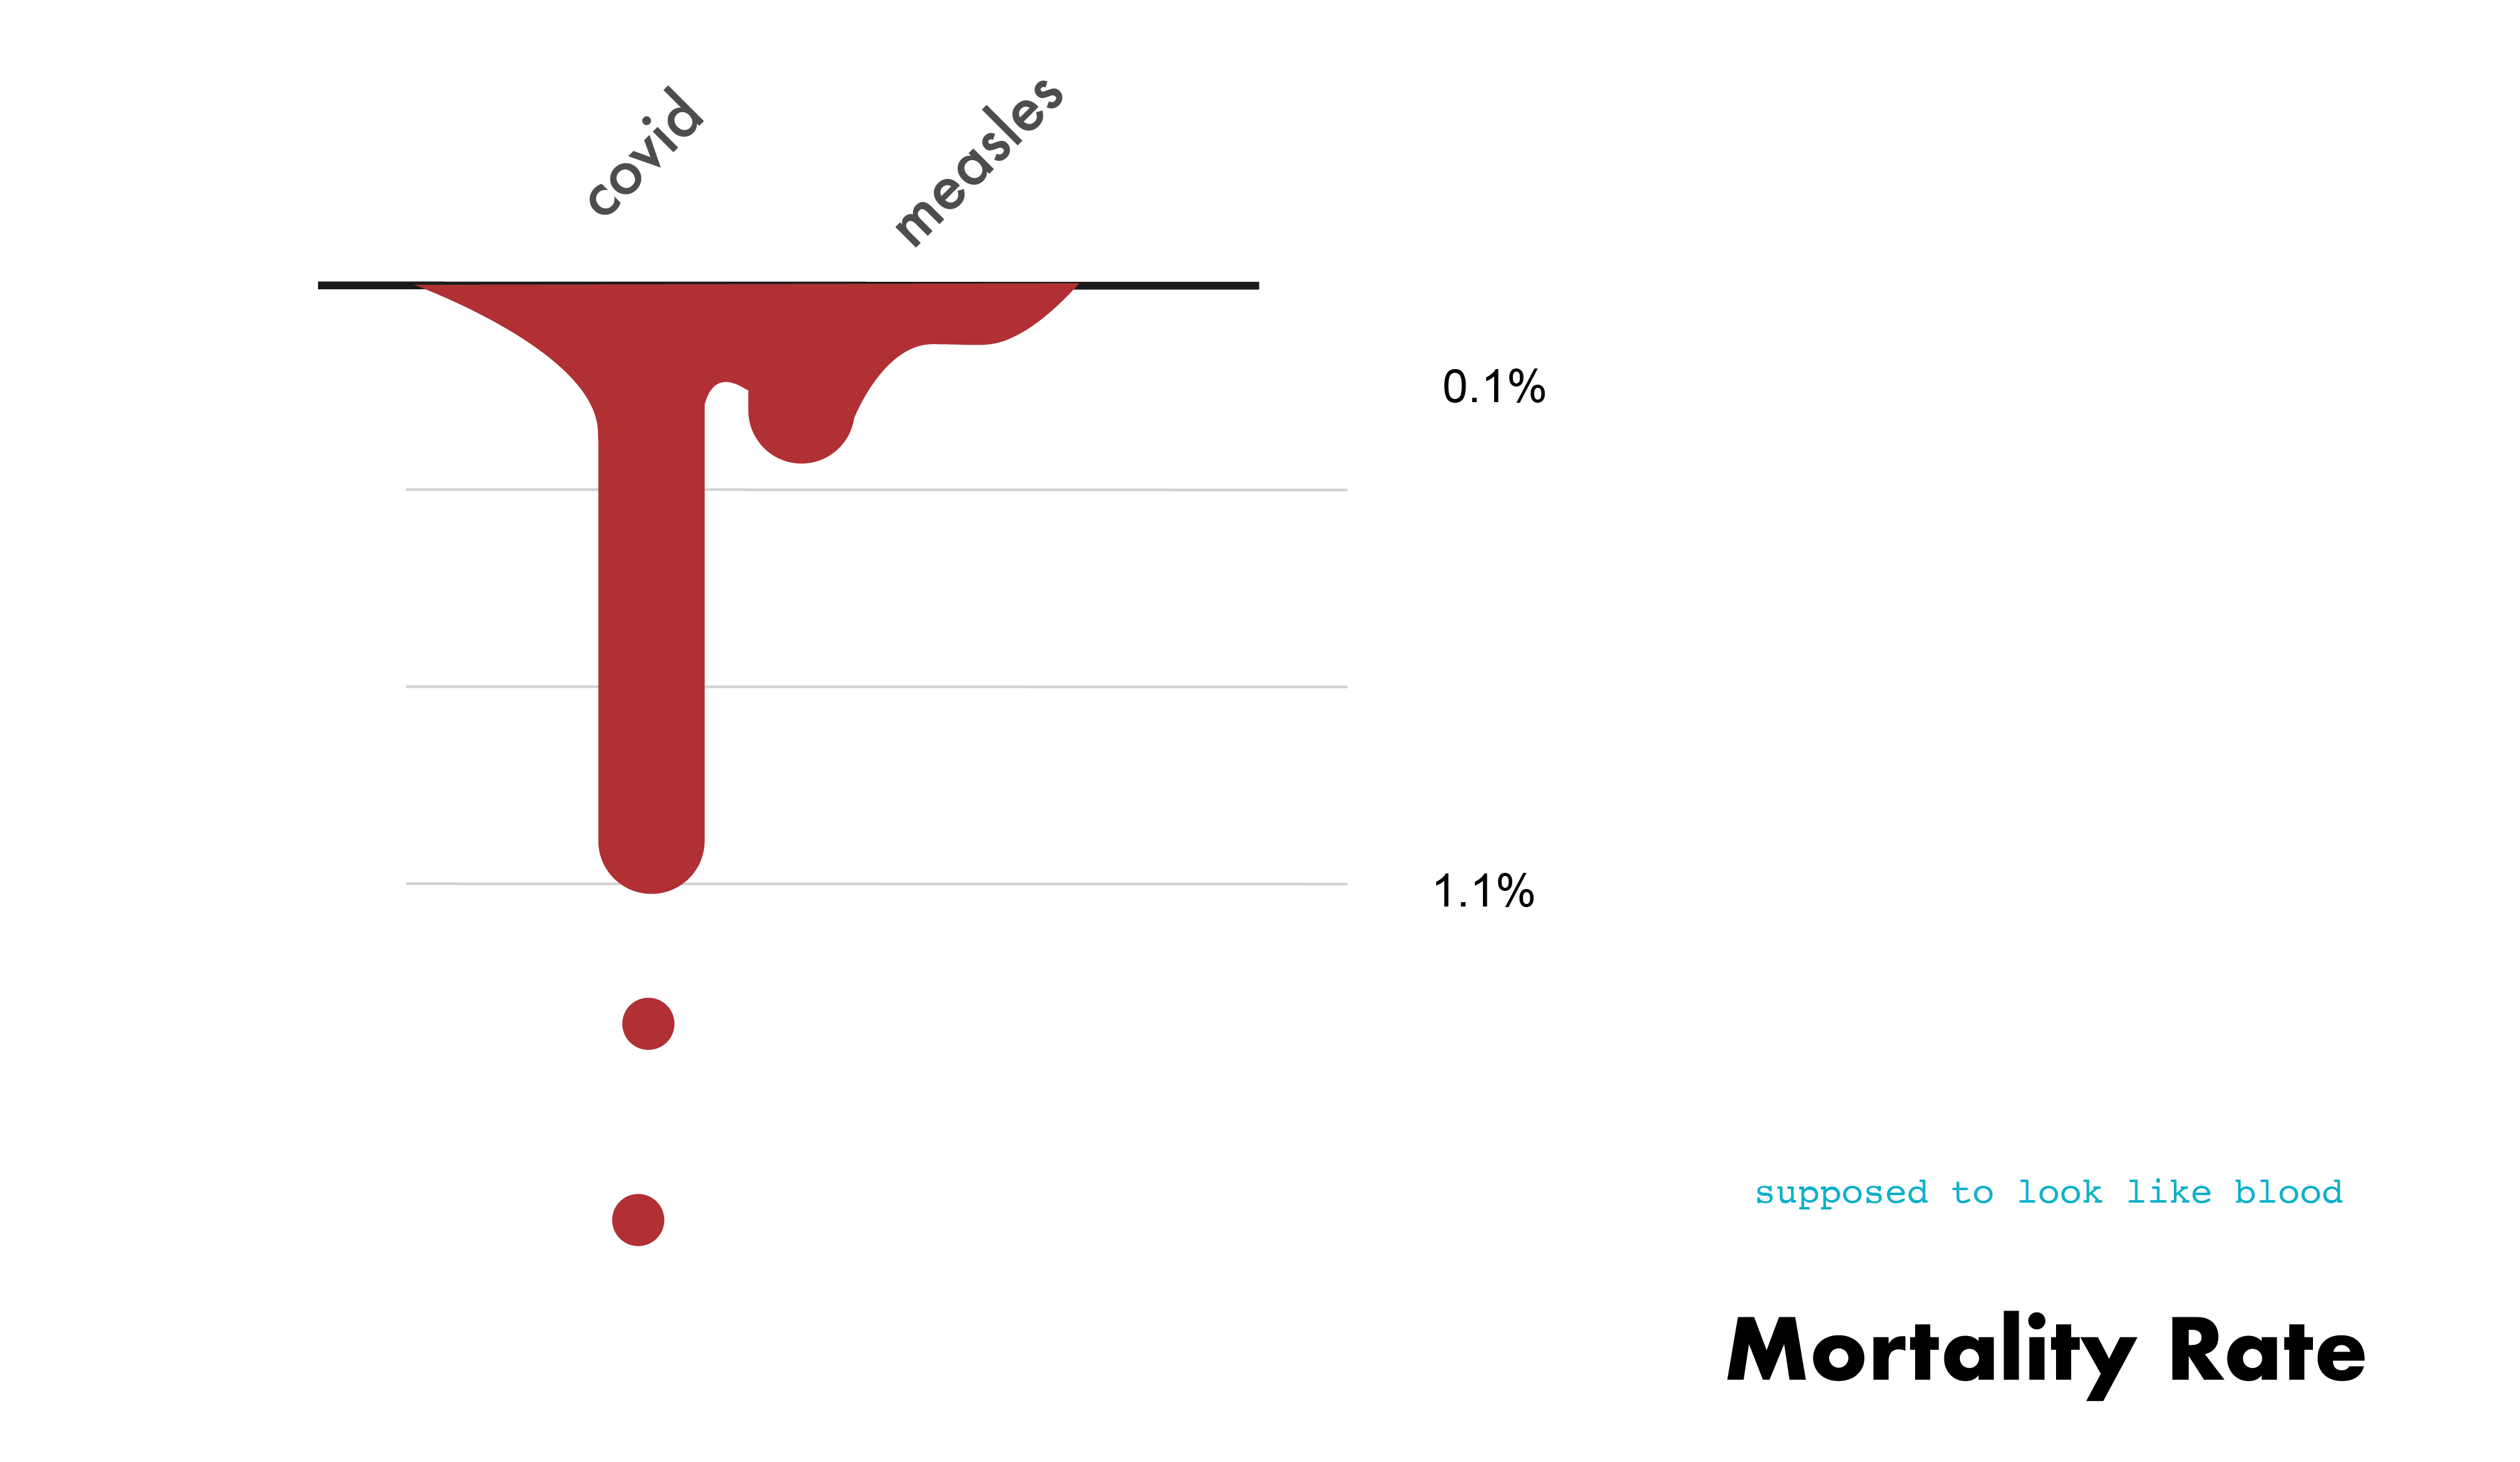 covid
measles
0.1%
1.1%
supposed to look like blood
Mortality Rate